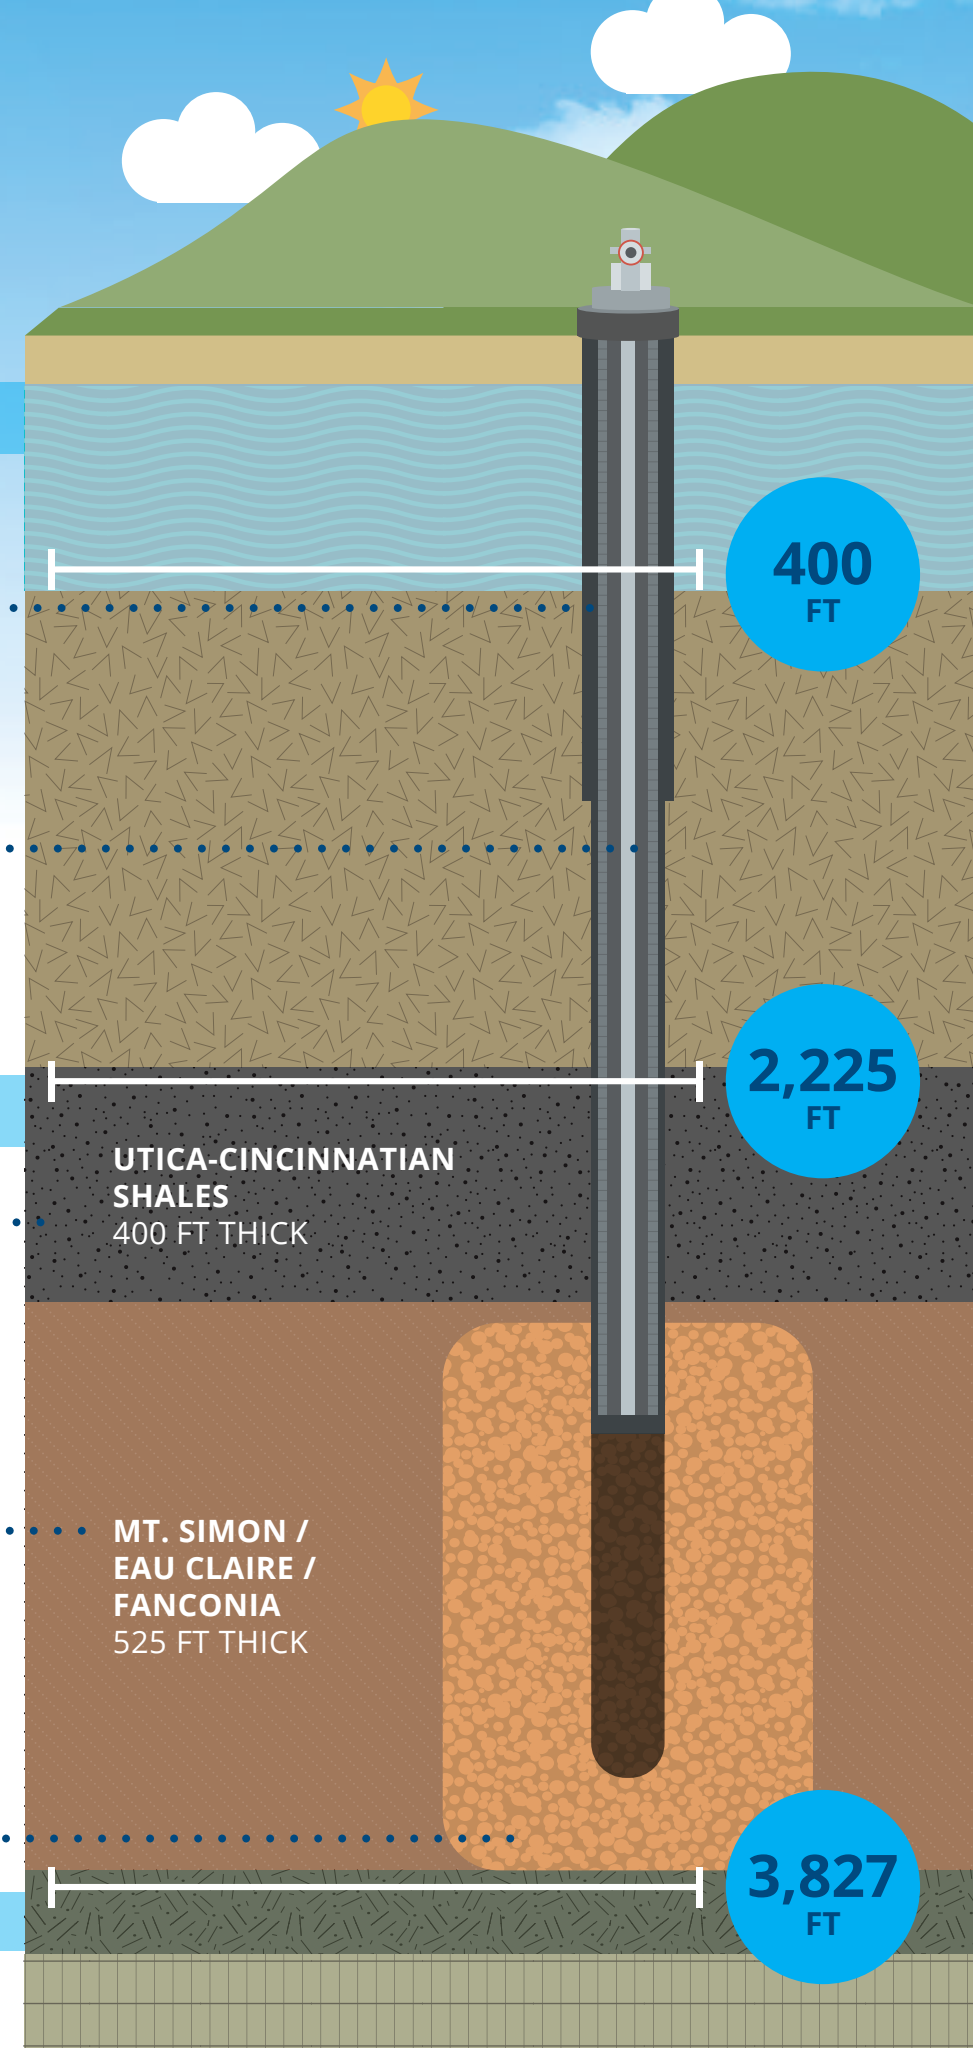 400
FT
2,225
FT
UTICA-CINCINNATIAN
SHALES
400 FT THICK
MT. SIMON /
EAU CLAIRE /
FANCONIA
525 FT THICK
3,827
FT